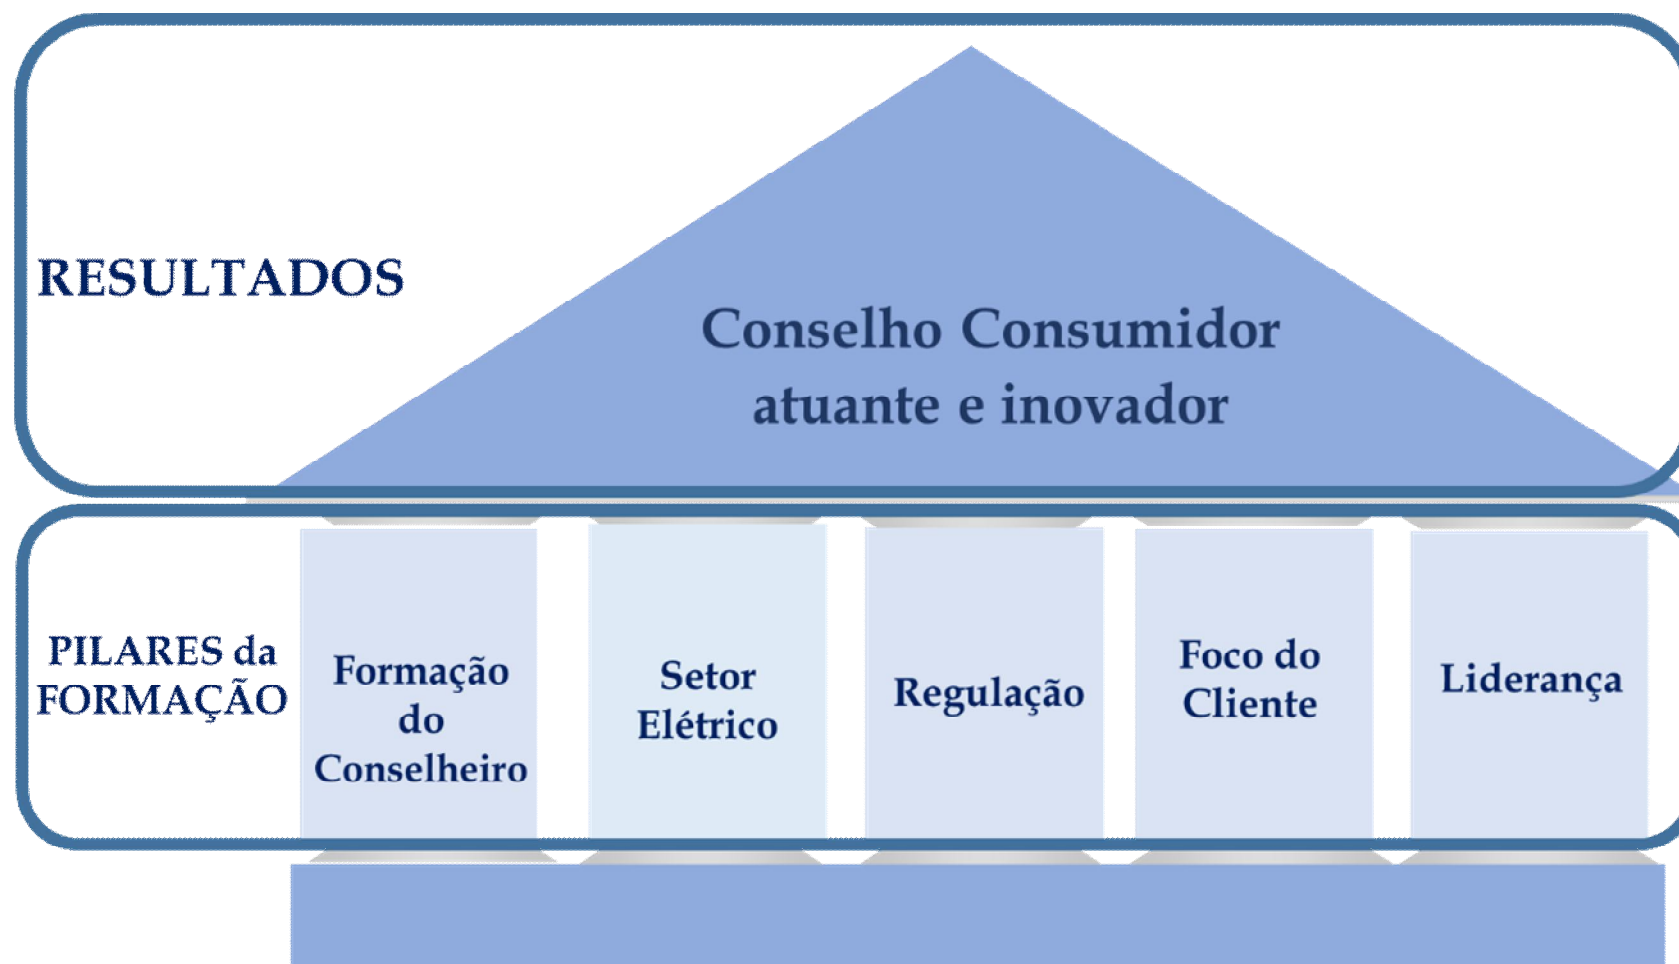 RESULTADOS
Conselho Consumidor
atuante e inovador
PILARES da
FORMAÇÃO
Formação
do
Conselheiro
Setor
Elétrico
Regulação
Foco do
Cliente
Liderança